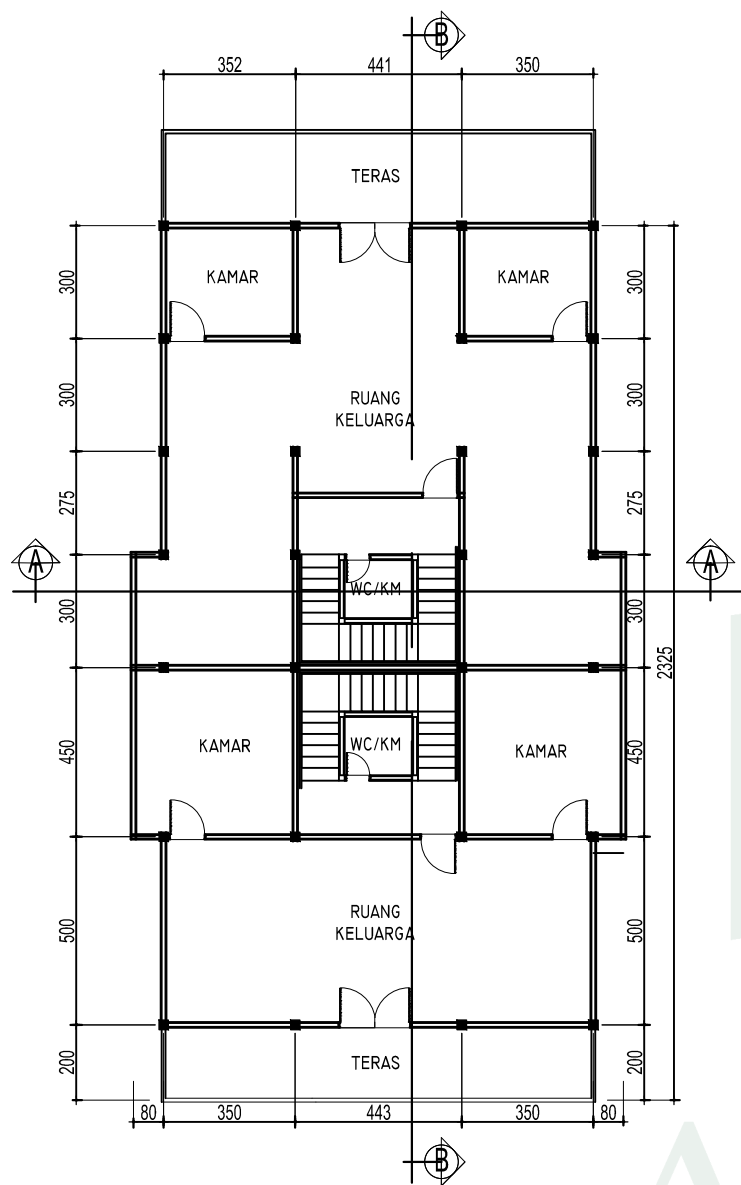 B
352 441 350
TERAS
KAMAR KAMAR
300 300
RUANG
KELUARGA
300 300
275 275
A A
WC/KM
300 300
2325
KAMAR WC/KM KAMAR
450 450
RUANG
KELUARGA
500 500
TERAS
200 200
80 350 443 350 80
B